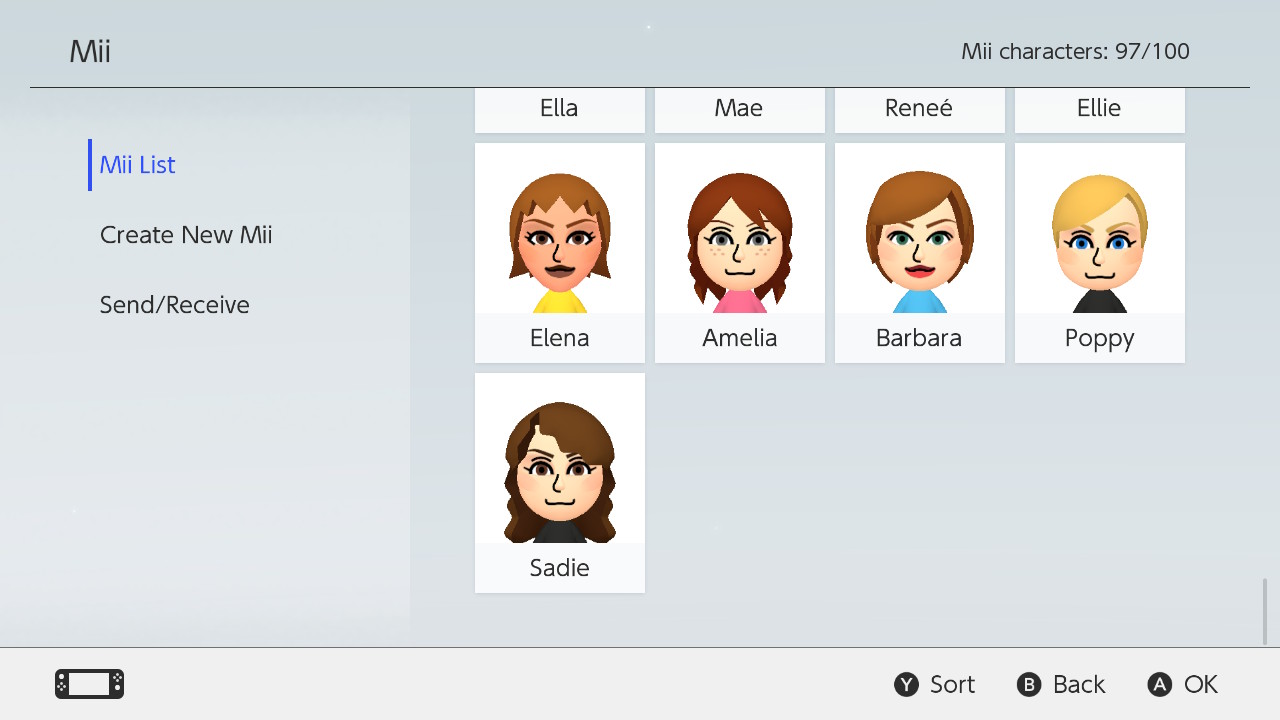 Mii
Mii characters: 97/100
Mii List
Create New Mii
Send/Receive
Ella
Mae
Reneé
Ellie
Elena
Amelia
Barbara
Poppy
Sadie
Y Sort
B Back
A OK